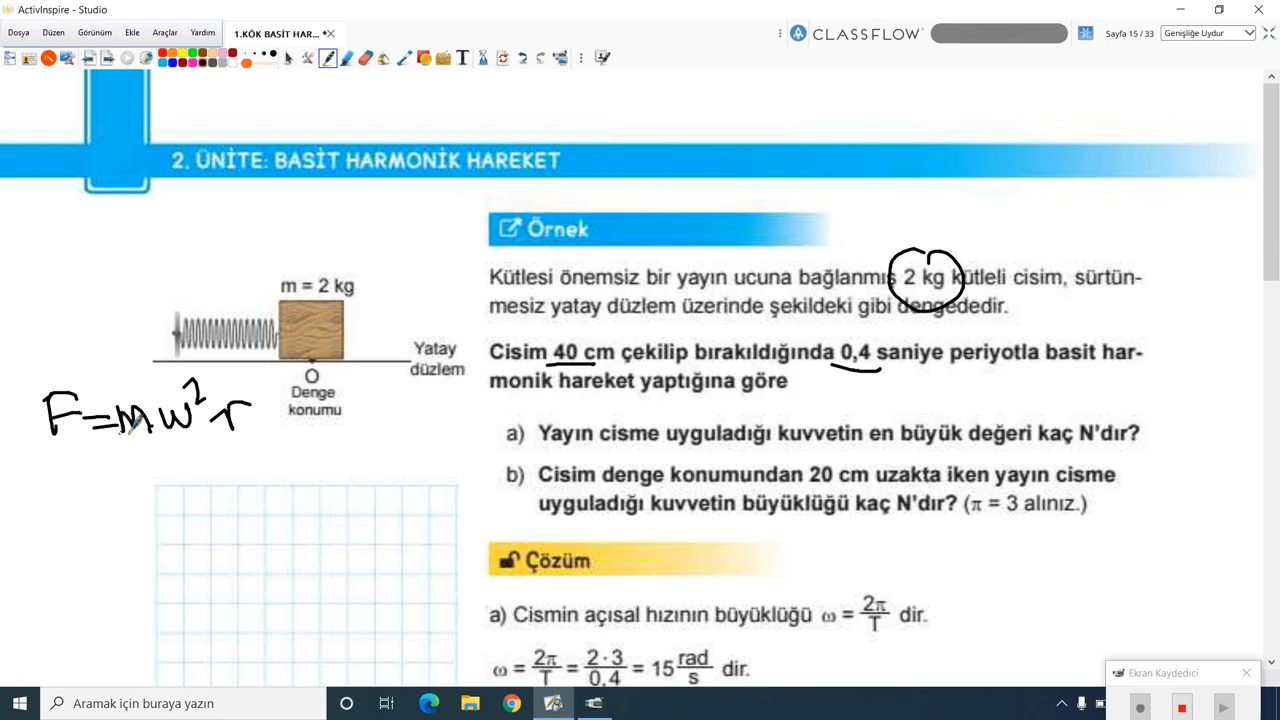 ActivInspire - Studio
Dosya Düzen Görünüm Ekle Araçlar Yardım
1.KÖK BASİT HAR... *
CLASSFLOW
Sayfa 15 / 33
Genişliğe Uydur
2. ÜNİTE: BASİT HARMONİK HAREKET
Örnek
m = 2 kg
Yatay
düzlem
O
Denge
konumu
F=mw²r
Kütlesi önemsiz bir yayın ucuna bağlanmış 2 kg kütleli cisim, sürtün-
mesiz yatay düzlem üzerinde şekildeki gibi dengededir.
Cisim 40 cm çekilip bırakıldığında 0,4 saniye periyotla basit har-
monik hareket yaptığına göre
a) Yayın cisme uyguladığı kuvvetin en büyük değeri kaç N'dır?
b) Cisim denge konumundan 20 cm uzakta iken yayın cisme
uyguladığı kuvvetin büyüklüğü kaç N'dır? (π = 3 alınız.)
Çözüm
a) Cismin açısal hızının büyüklüğü ω = 2π/T dir.
ω = 2π/T = 2·3/0,4 = 15 rad/s dir.
Ekran Kaydedici
Aramak için buraya yazın